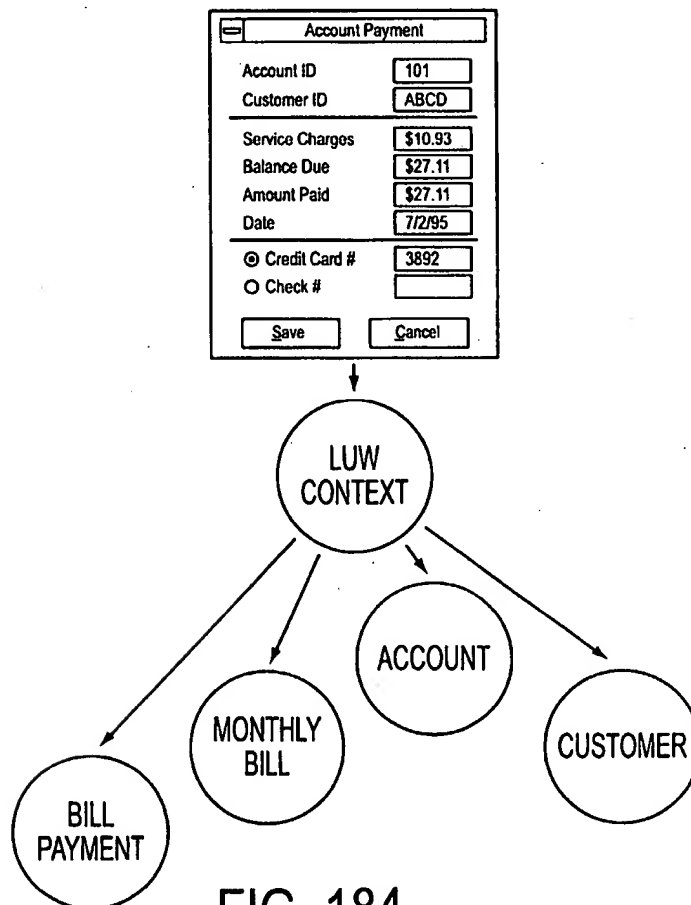 Account Payment
Account ID 101
Customer ID ABCD
Service Charges $10.93
Balance Due $27.11
Amount Paid $27.11
Date 7/2/95
Credit Card # 3892
Check #
Save Cancel
LUW
CONTEXT
ACCOUNT
MONTHLY
BILL
CUSTOMER
BILL
PAYMENT
FIG. 184